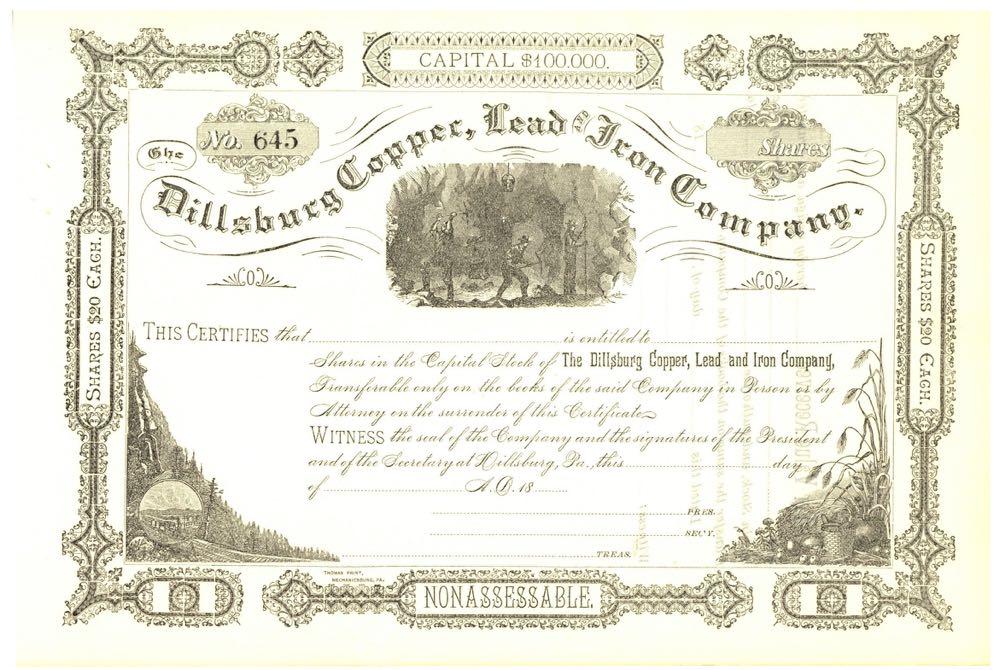 CAPITAL $100.000.
No. 645
Shares
The
Dillsburg Copper, Lead AND Iron Company.
SHARES $20 EACH.
SHARES $20 EACH.
THIS CERTIFIES that is entitled to
Shares in the Capital Stock of The Dillsburg Copper, Lead and Iron Company,
Transferable only on the books of the said Company in Person or by
Attorney on the surrender of this Certificate
WITNESS the seal of the Company and the signatures of the President
and of the Secretary at Dillsburg, Pa, this day
of A.D. 18
PRES.
SEC'Y.
TREAS.
THOMAS PRINT,
MECHANICSBURG, PA.
NONASSESSABLE.